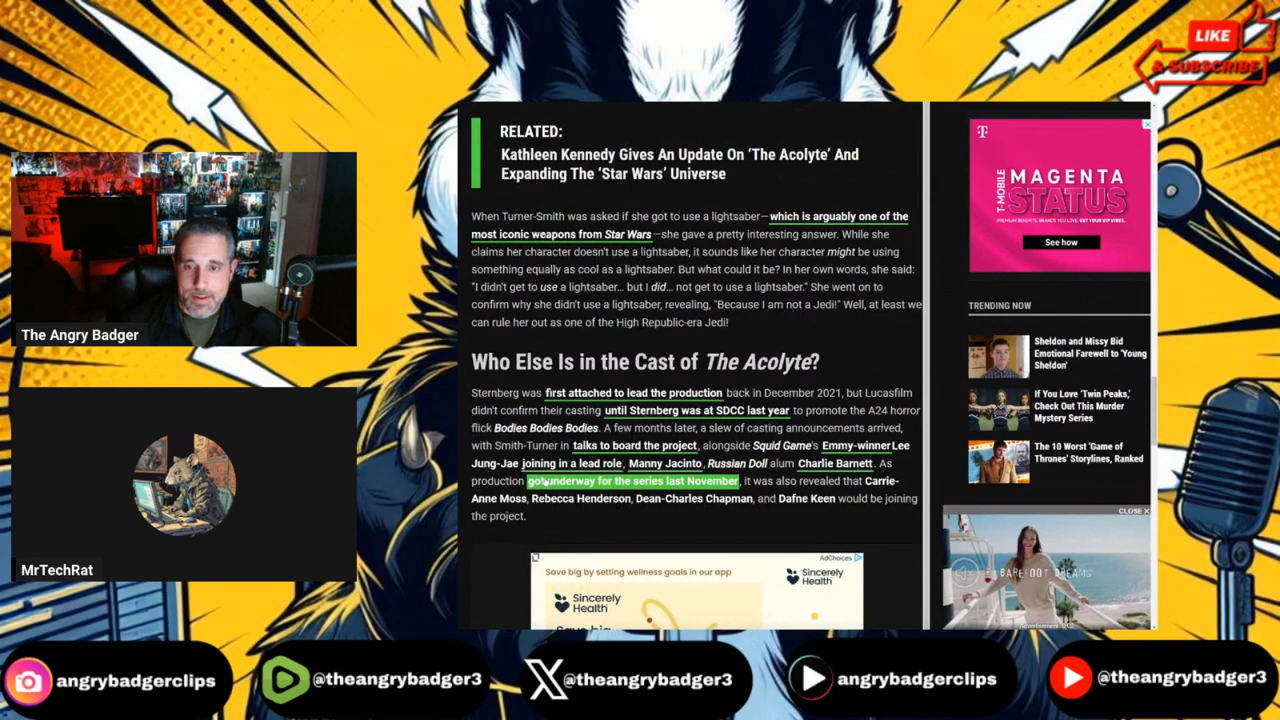 LIKE
& SUBSCRIBE
The Angry Badger
MrTechRat
RELATED:
Kathleen Kennedy Gives An Update On ‘The Acolyte’ And
Expanding The ‘Star Wars’ Universe
When Turner-Smith was asked if she got to use a lightsaber—which is arguably one of the
most iconic weapons from Star Wars—she gave a pretty interesting answer. While she
claims her character doesn't use a lightsaber, it sounds like her character might be using
something equally as cool as a lightsaber. But what could it be? In her own words, she said:
"I didn't get to use a lightsaber… but I did… not get to use a lightsaber." She went on to
confirm why she didn't use a lightsaber, revealing, "Because I am not a Jedi!" Well, at least we
can rule her out as one of the High Republic-era Jedi!
Who Else Is in the Cast of The Acolyte?
Sternberg was first attached to lead the production back in December 2021, but Lucasfilm
didn't confirm their casting until Sternberg was at SDCC last year to promote the A24 horror
flick Bodies Bodies Bodies. A few months later, a slew of casting announcements arrived,
with Smith-Turner in talks to board the project, alongside Squid Game's Emmy-winner Lee
Jung-Jae joining in a lead role, Manny Jacinto, Russian Doll alum Charlie Barnett. As
production got underway for the series last November, it was also revealed that Carrie-
Anne Moss, Rebecca Henderson, Dean-Charles Chapman, and Dafne Keen would be joining
the project.
AdChoices
Save big by setting wellness goals in our app
Sincerely
Health
Sincerely
Health
Save big
T
T-MOBILE
MAGENTA
STATUS
PREMIUM BENEFITS. BRANDS YOU LOVE. GET YOUR VIP VIBES.
See how
TRENDING NOW
Sheldon and Missy Bid
Emotional Farewell to 'Young
Sheldon'
If You Love 'Twin Peaks,'
Check Out This Murder
Mystery Series
The 10 Worst 'Game of
Thrones' Storylines, Ranked
CLOSE X
BAREFOOT DREAMS
angrybadgerclips
@theangrybadger3
@theangrybadger3
angrybadgerclips
@theangrybadger3